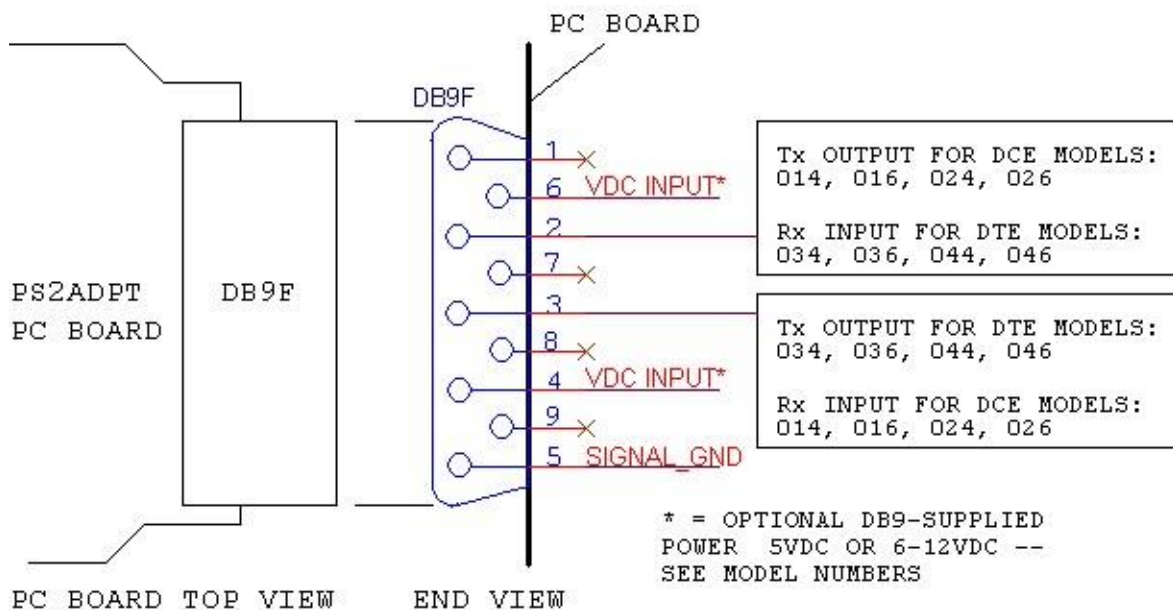 PC BOARD
DB9F
1
6 VDC INPUT*
2
7
3
8
4 VDC INPUT*
9
5 SIGNAL_GND
Tx OUTPUT FOR DCE MODELS:
014, 016, 024, 026
Rx INPUT FOR DTE MODELS:
034, 036, 044, 046
Tx OUTPUT FOR DTE MODELS:
034, 036, 044, 046
Rx INPUT FOR DCE MODELS:
014, 016, 024, 026
PS2ADPT
PC BOARD
DB9F
* = OPTIONAL DB9-SUPPLIED
POWER 5VDC OR 6-12VDC --
SEE MODEL NUMBERS
PC BOARD TOP VIEW
END VIEW